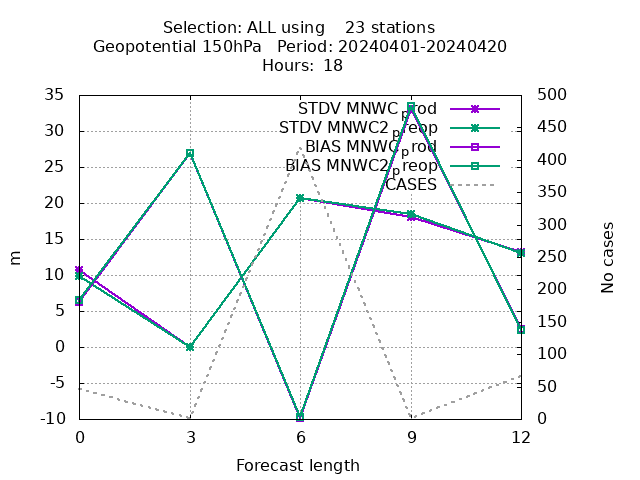 Selection: ALL using    23 stations
Geopotential 150hPa   Period: 20240401-20240420
Hours: 18
STDV MNWC_prod
STDV MNWC2_preop
BIAS MNWC_prod
BIAS MNWC2_preop
CASES
35
30
25
20
15
10
5
0
-5
-10
m
500
450
400
350
300
250
200
150
100
50
0
No cases
0 3 6 9 12
Forecast length